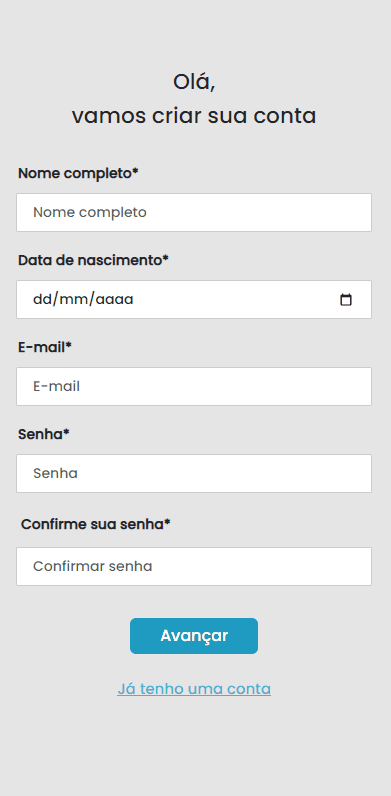 Olá,
vamos criar sua conta
Nome completo*
Nome completo
Data de nascimento*
dd/mm/aaaa
E-mail*
E-mail
Senha*
Senha
Confirme sua senha*
Confirmar senha
Avançar
Já tenho uma conta